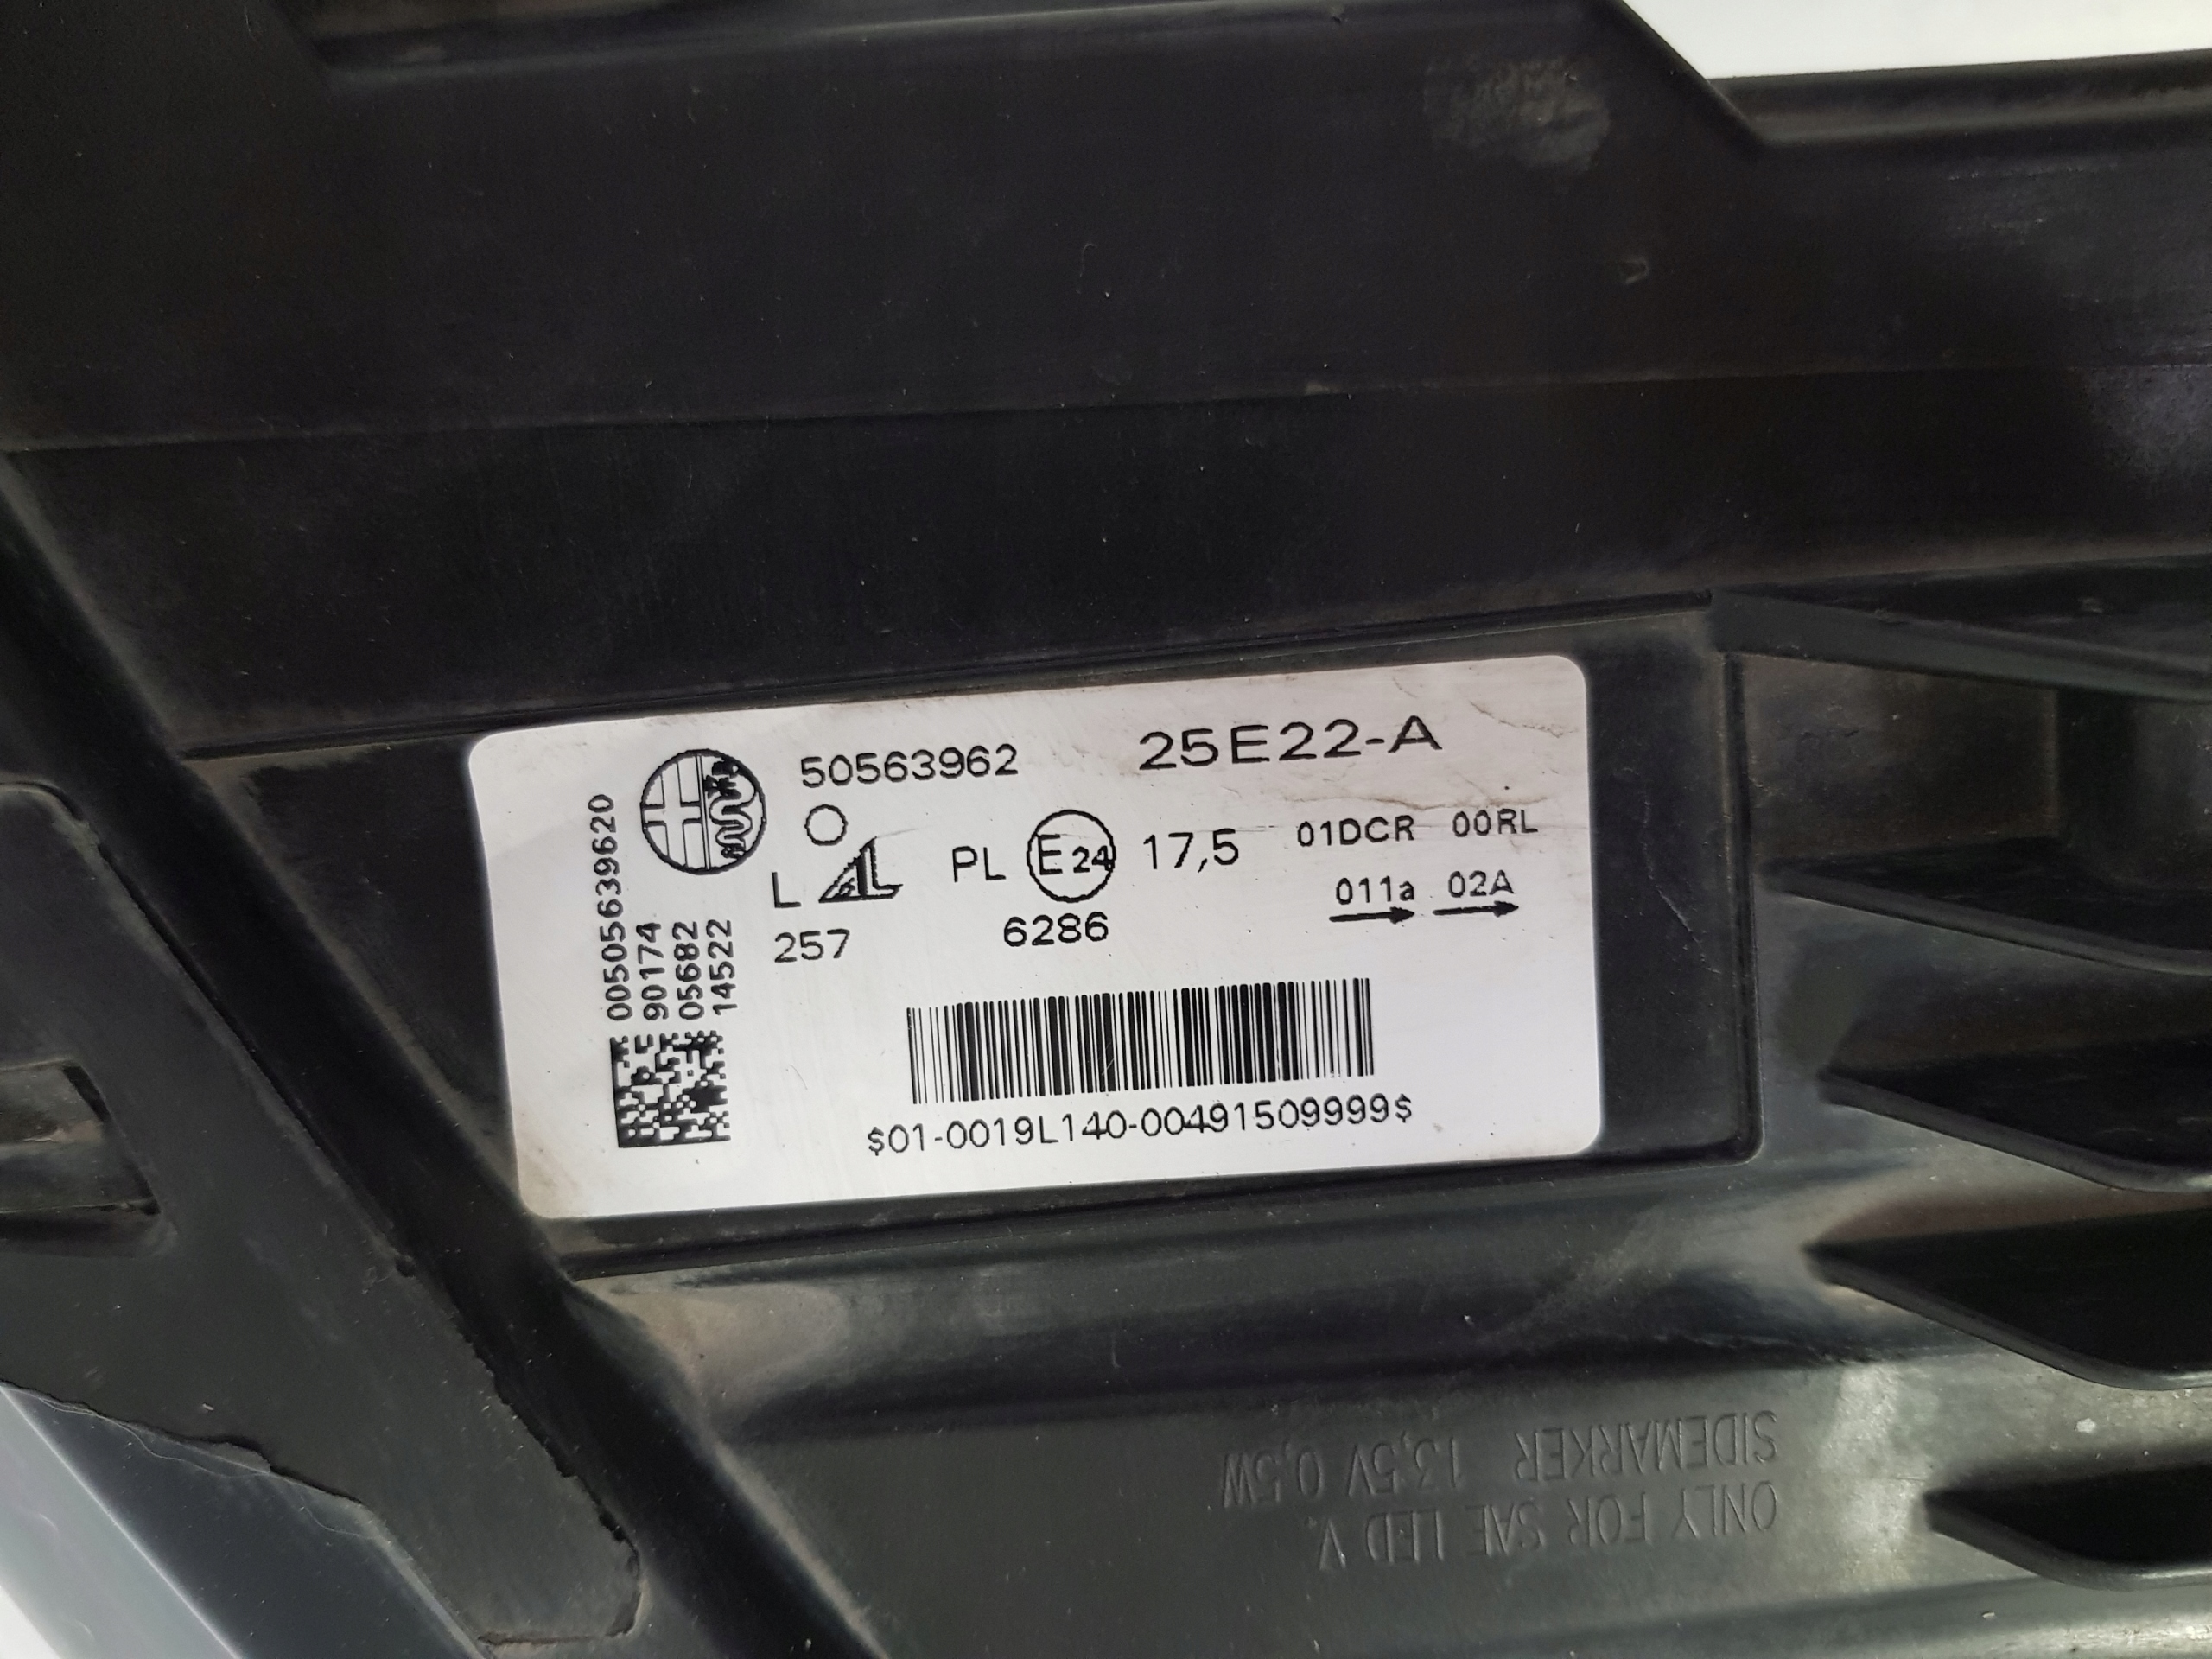 50563962 25E22-A
00505639620
90174
05682
14522
L PL E24 17,5 01DCR 00RL
011a 02A
257 6286
$01-0019L140-00491509999$
ONLY FOR SAE LED V.
SIDEMARKER 13,5V 0,5W